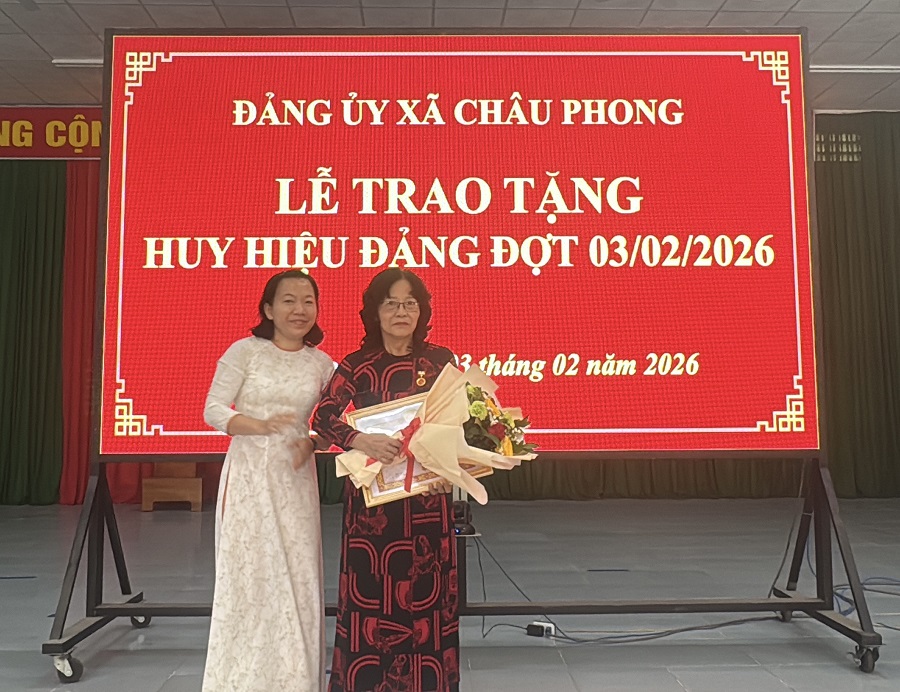 ĐẢNG ỦY XÃ CHÂU PHONG
NG CỘN
LỄ TRAO TẶNG
HUY HIỆU ĐẢNG ĐỢT 03/02/2026
03 tháng 02 năm 2026